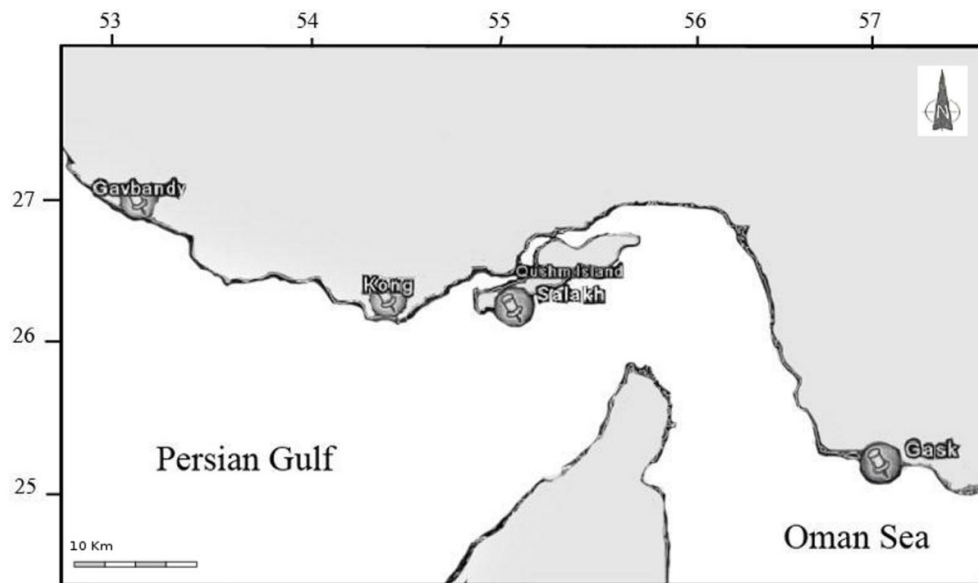 53 54 55 56 57
N
27
Gavbandy
Kong
Qushm Island
Salakh
26
Gask
Persian Gulf
25
Oman Sea
10 Km